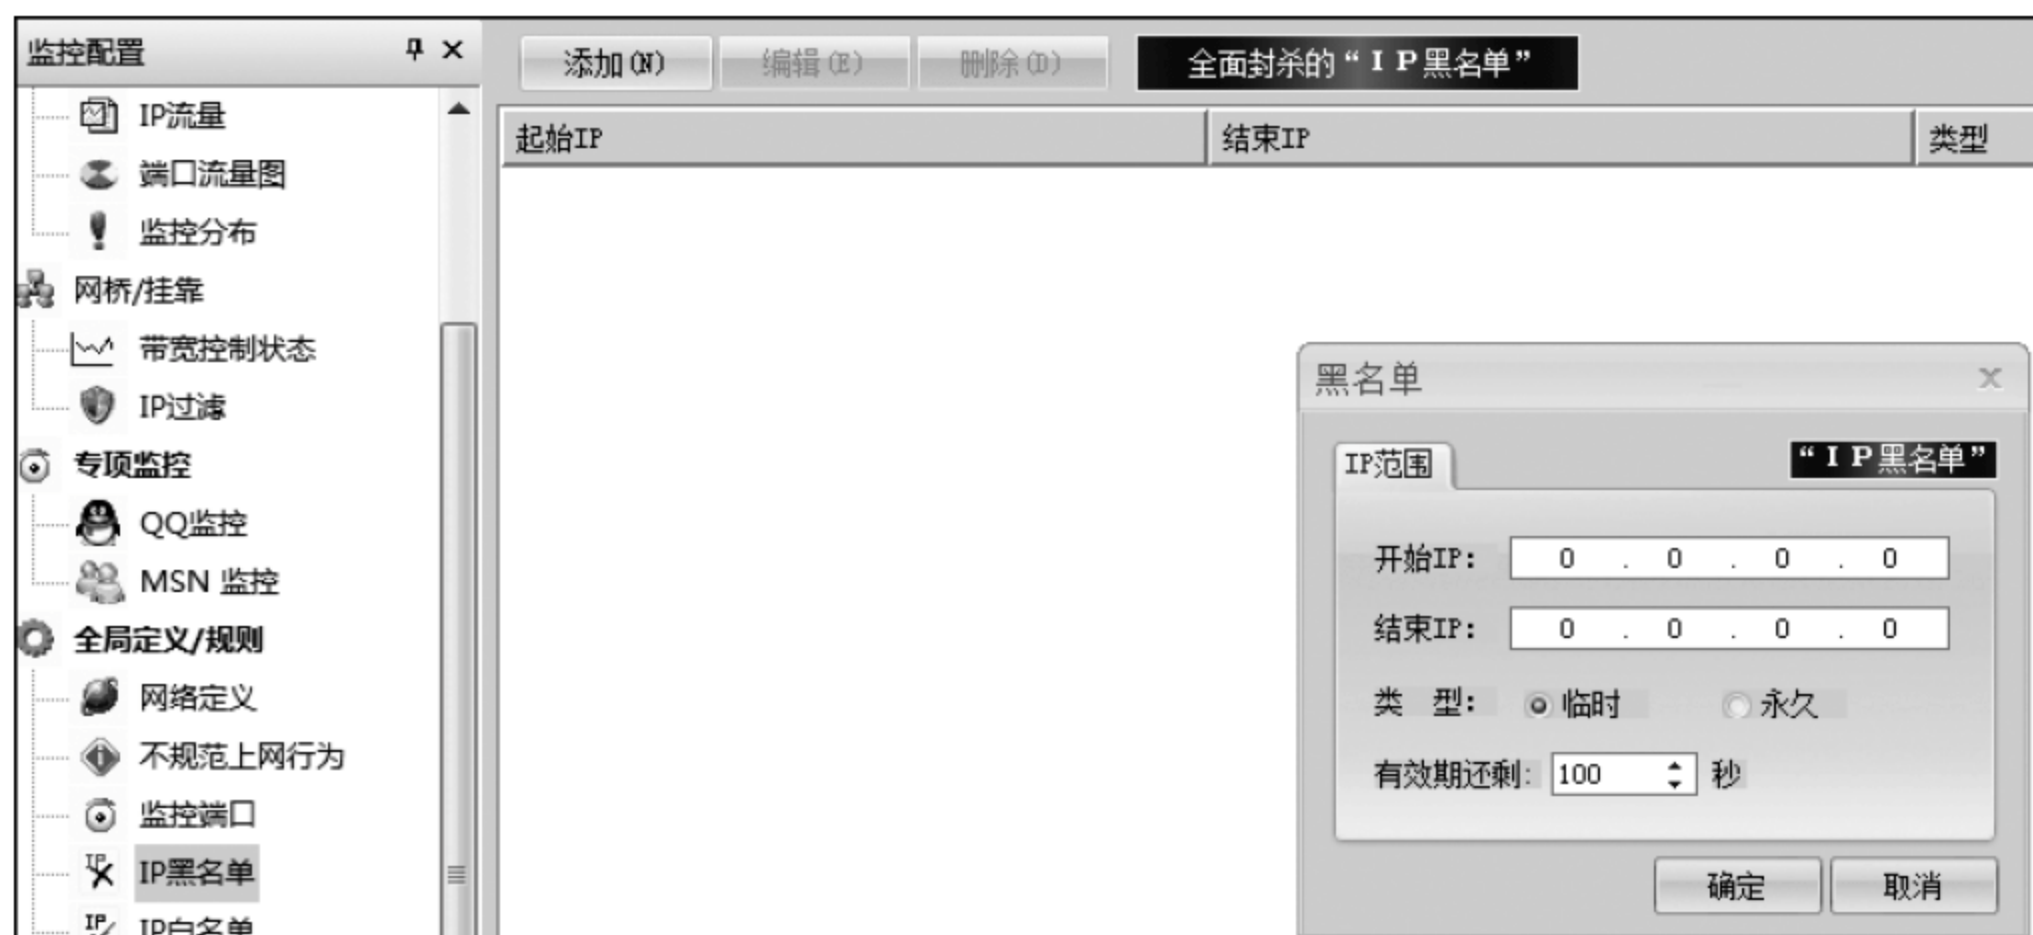 监控配置
IP流量
端口流量图
监控分布
网桥/挂靠
带宽控制状态
IP过滤
专项监控
QQ监控
MSN 监控
全局定义/规则
网络定义
不规范上网行为
监控端口
IP黑名单
IP白名单
添加(N) 编辑(E) 删除(D) 全面封杀的“IP黑名单”
起始IP 结束IP 类型
黑名单
IP范围 “IP黑名单”
开始IP: 0 . 0 . 0 . 0
结束IP: 0 . 0 . 0 . 0
类 型: 临时 永久
有效期还剩: 100 秒
确定 取消